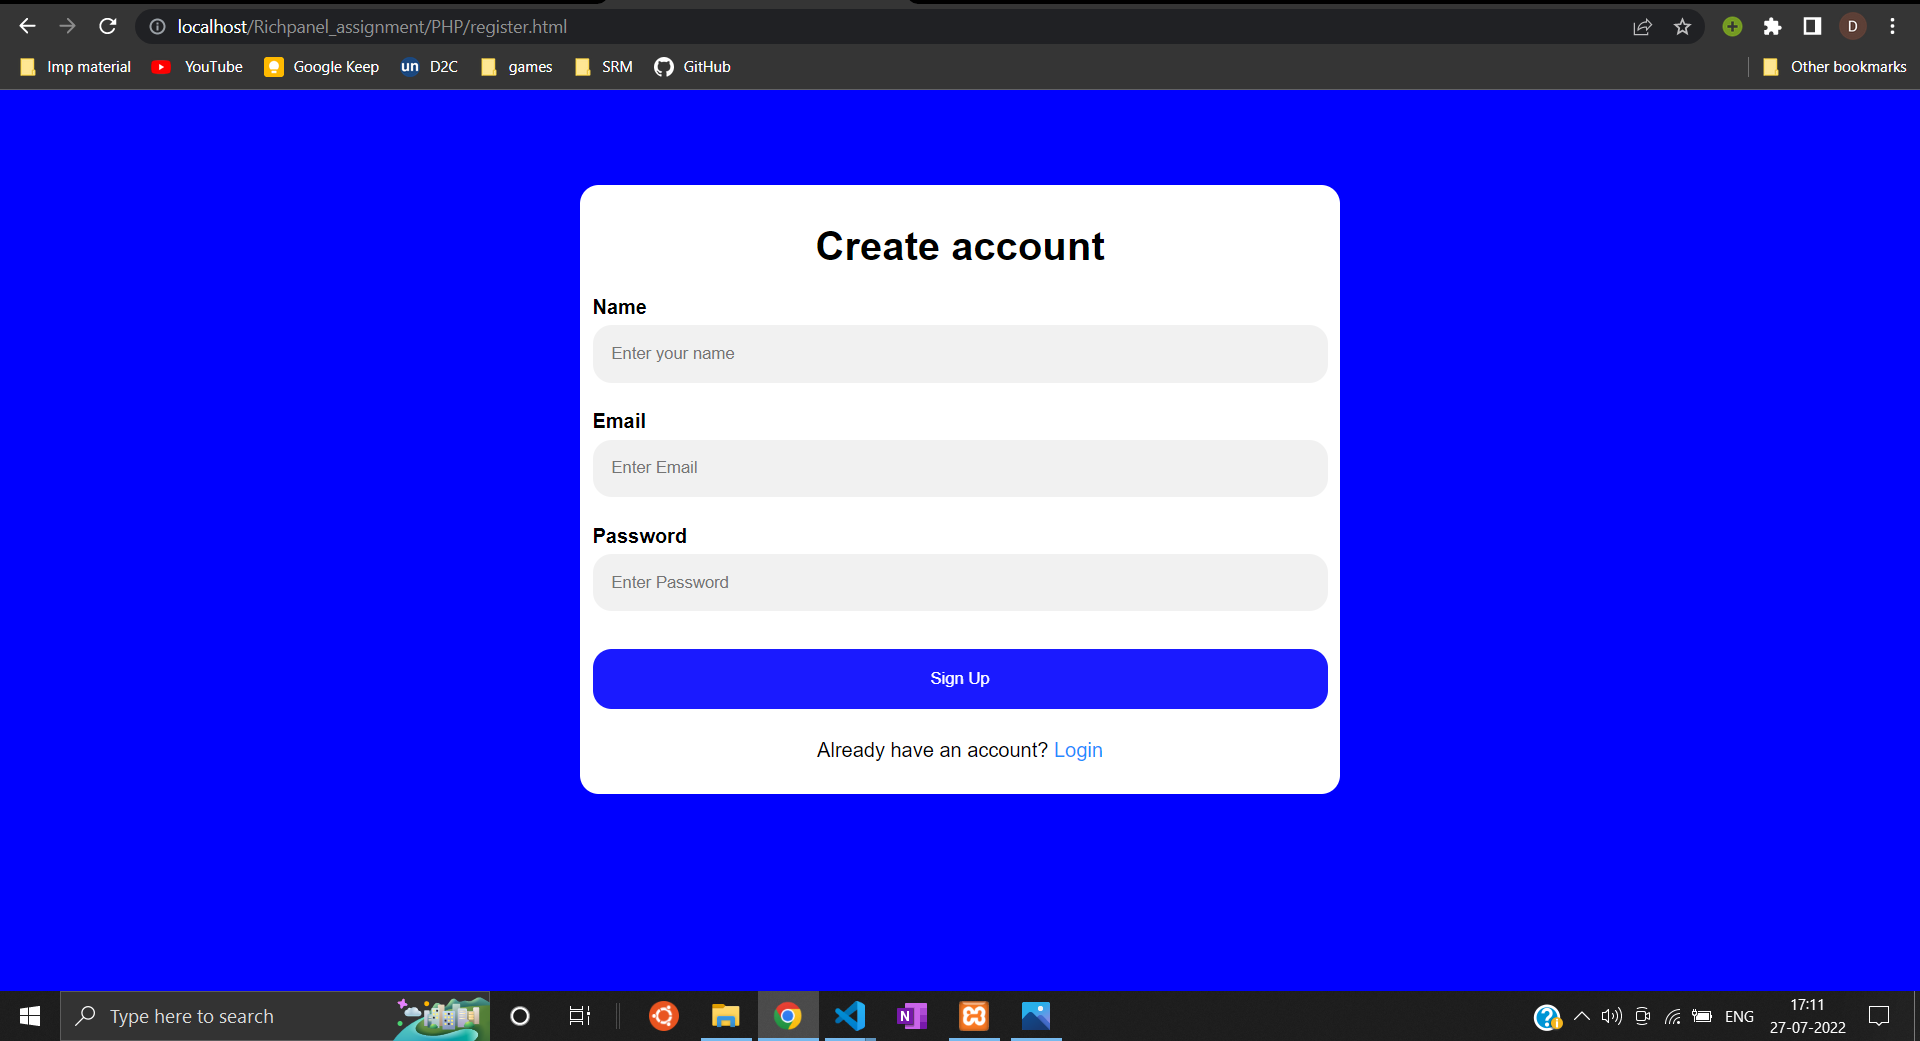 localhost/Richpanel_assignment/PHP/register.html
D
Imp material YouTube Google Keep un D2C games SRM GitHub Other bookmarks
Create account
Name
Enter your name
Email
Enter Email
Password
Enter Password
Sign Up
Already have an account? Login
Type here to search
N
ENG
17:11
27-07-2022